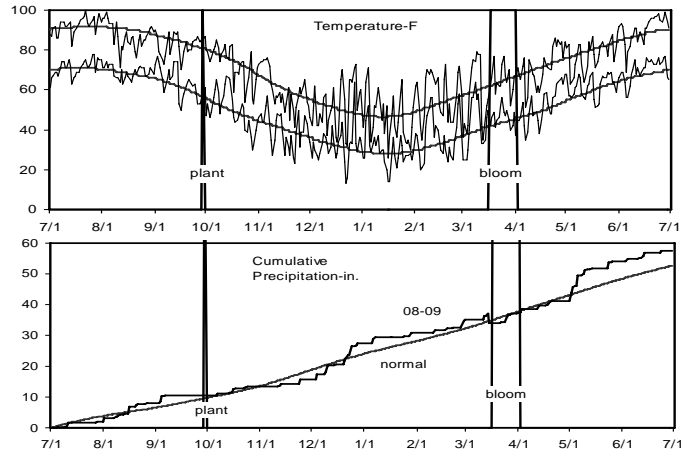 100
Temperature-F
80
60
40
20
plant
bloom
0
7/1 8/1 9/1 10/1 11/1 12/1 1/1 2/1 3/1 4/1 5/1 6/1 7/1
60
Cumulative
Precipitation-in.
50
40
08-09
30
normal
20
10
bloom
plant
0
7/1 8/1 9/1 10/1 11/1 12/1 1/1 2/1 3/1 4/1 5/1 6/1 7/1